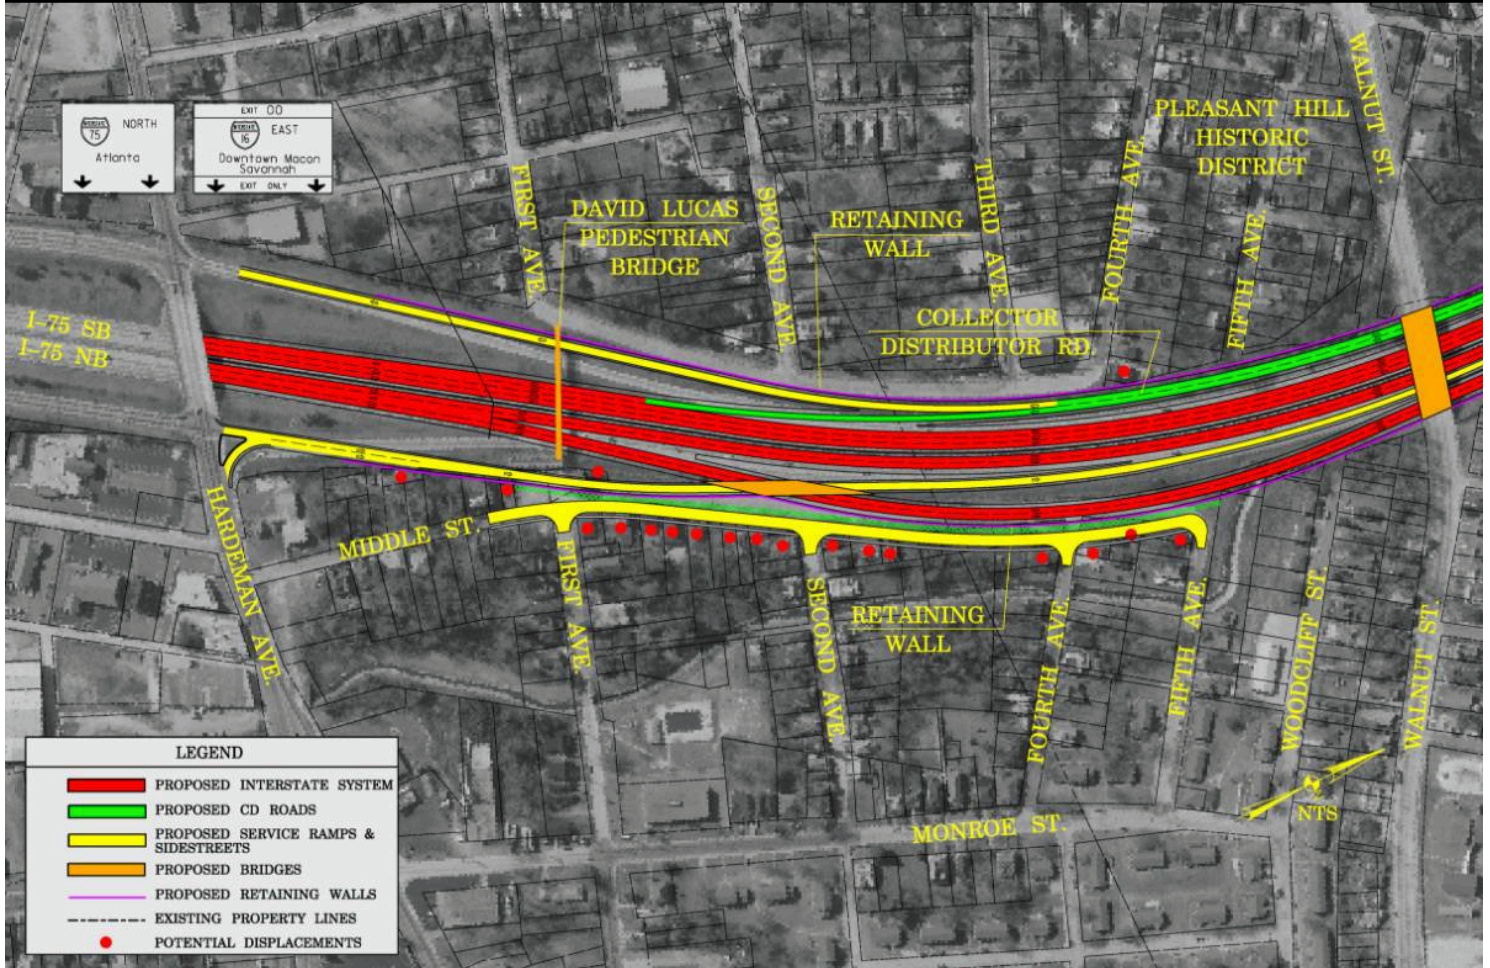 WALNUT ST.
PLEASANT HILL
HISTORIC
DISTRICT
INTERSTATE
75
NORTH
Atlanta
EXIT 00
INTERSTATE
16
EAST
Downtown Macon
Savannah
EXIT ONLY
FIRST AVE.
DAVID LUCAS
PEDESTRIAN
BRIDGE
SECOND AVE.
RETAINING
WALL
THIRD AVE.
FOURTH AVE.
FIFTH AVE.
COLLECTOR
DISTRIBUTOR RD.
I-75 SB
I-75 NB
HARDEMAN AVE.
MIDDLE ST.
FIRST AVE.
SECOND AVE.
RETAINING
WALL
FOURTH AVE.
FIFTH AVE.
WOODCLIFF ST.
WALNUT ST.
MONROE ST.
NTS
LEGEND
PROPOSED INTERSTATE SYSTEM
PROPOSED CD ROADS
PROPOSED SERVICE RAMPS &
SIDESTREETS
PROPOSED BRIDGES
PROPOSED RETAINING WALLS
EXISTING PROPERTY LINES
POTENTIAL DISPLACEMENTS